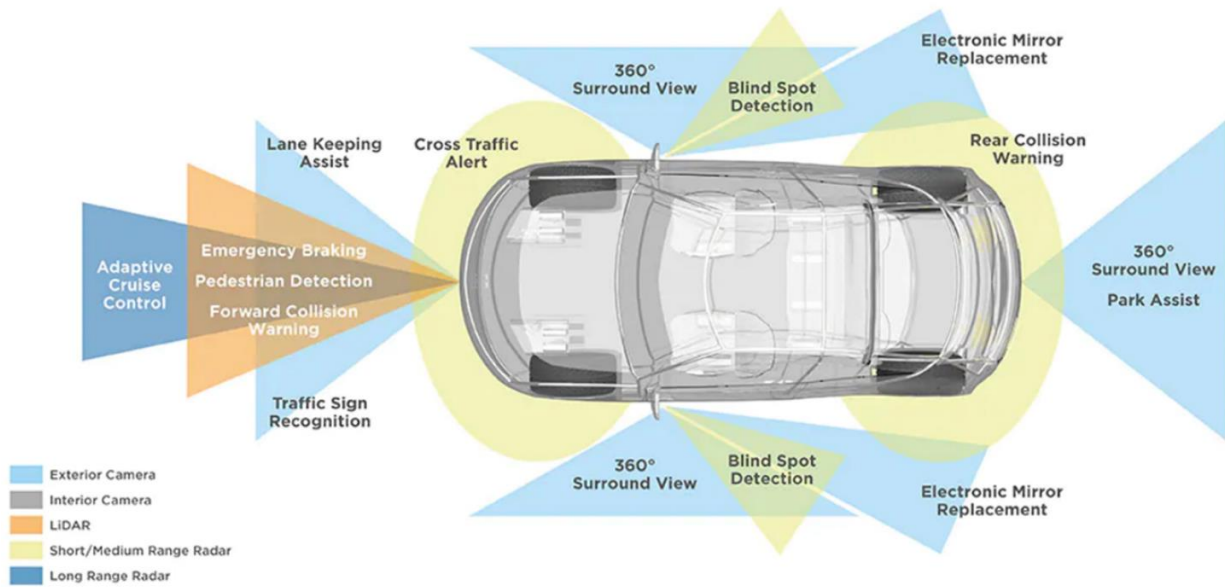 360°
Surround View
Blind Spot
Detection
Electronic Mirror
Replacement
Lane Keeping
Assist
Cross Traffic
Alert
Rear Collision
Warning
Adaptive
Cruise
Control
Emergency Braking
Pedestrian Detection
Forward Collision
Warning
360°
Surround View
Park Assist
Traffic Sign
Recognition
360°
Surround View
Blind Spot
Detection
Electronic Mirror
Replacement
Exterior Camera
Interior Camera
LiDAR
Short/Medium Range Radar
Long Range Radar